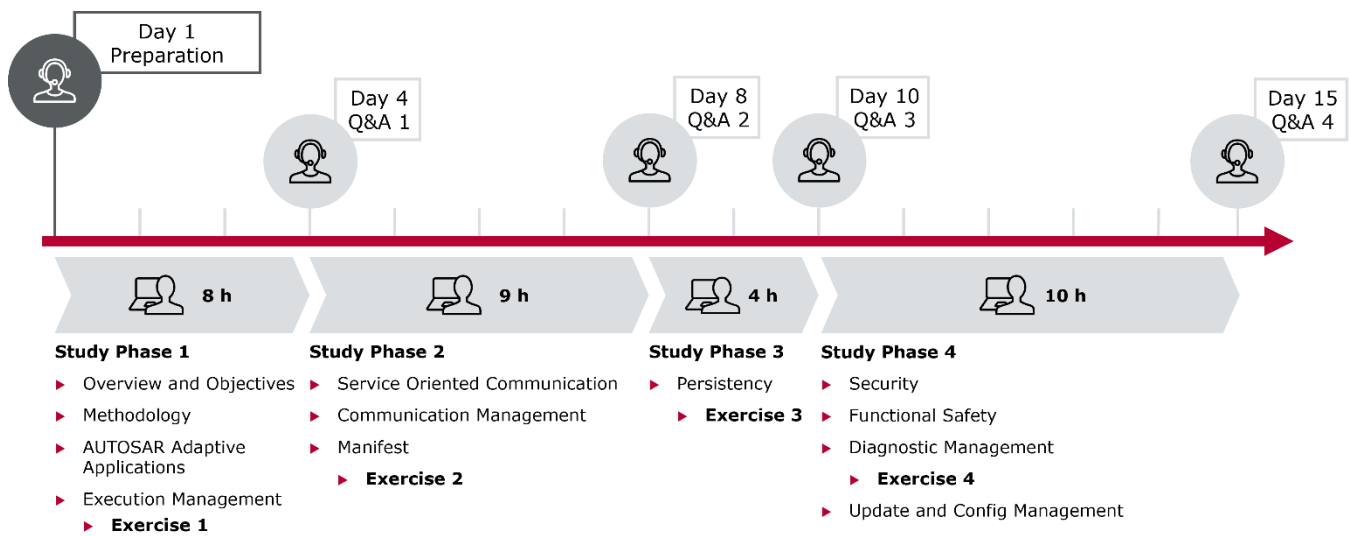 Day 1
Preparation
Day 4
Q&A 1
Day 8
Q&A 2
Day 10
Q&A 3
Day 15
Q&A 4
8 h
9 h
4 h
10 h
Study Phase 1
Overview and Objectives
Methodology
AUTOSAR Adaptive
Applications
Execution Management
Exercise 1
Study Phase 2
Service Oriented Communication
Communication Management
Manifest
Exercise 2
Study Phase 3
Persistency
Exercise 3
Study Phase 4
Security
Functional Safety
Diagnostic Management
Exercise 4
Update and Config Management